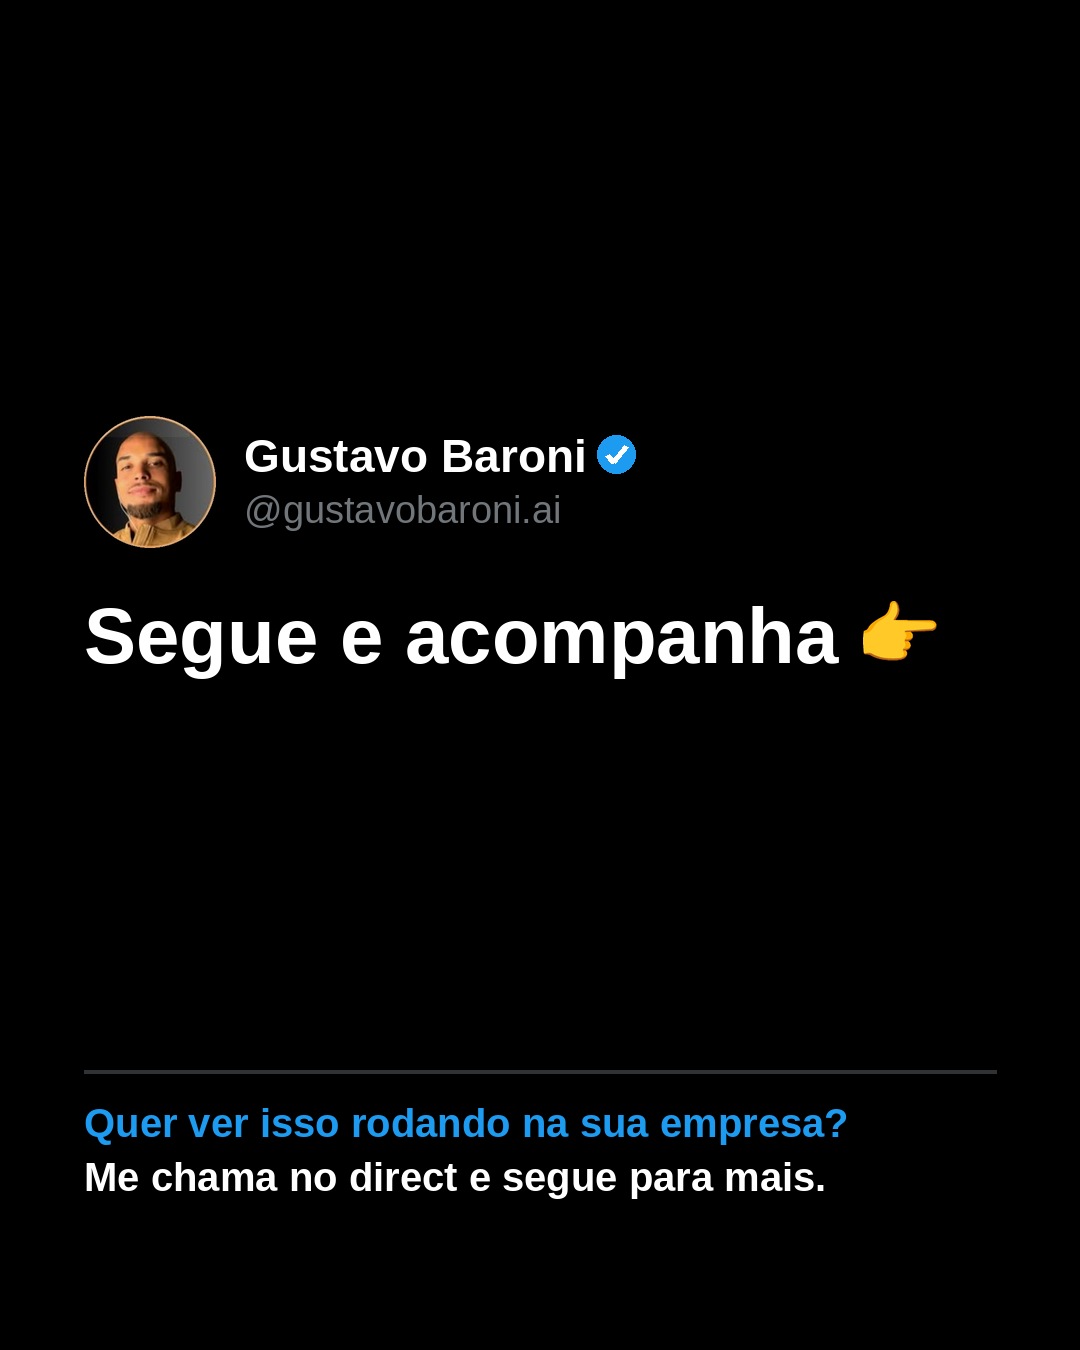 Gustavo Baroni
@gustavobaroni.ai
Segue e acompanha 👉
Quer ver isso rodando na sua empresa?
Me chama no direct e segue para mais.